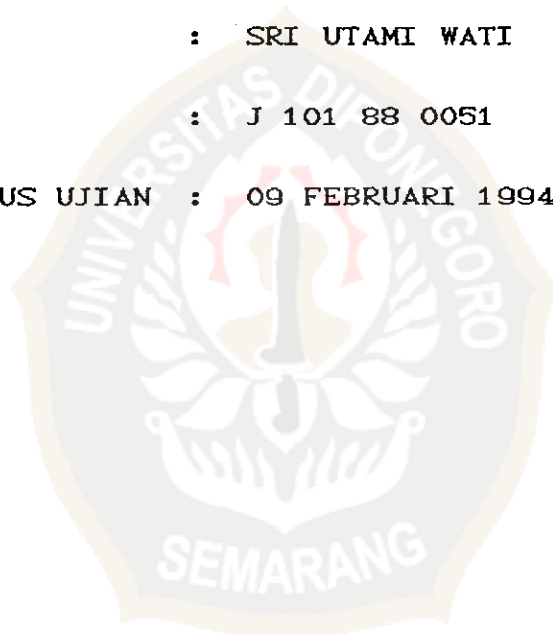 : SRI UTAMI WATI
: J 101 88 0051
US UJIAN : 09 FEBRUARI 1994
UNIVERSITAS DIPONEGORO
SEMARANG